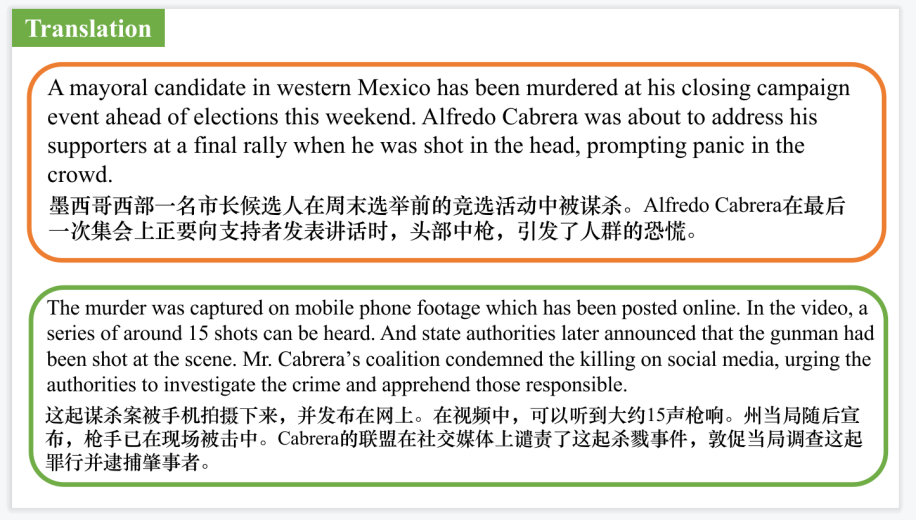 Translation
A mayoral candidate in western Mexico has been murdered at his closing campaign
event ahead of elections this weekend. Alfredo Cabrera was about to address his
supporters at a final rally when he was shot in the head, prompting panic in the
crowd.
墨西哥西部一名市长候选人在周末选举前的竞选活动中被谋杀。Alfredo Cabrera在最后
一次集会上正要向支持者发表讲话时，头部中枪，引发了人群的恐慌。
The murder was captured on mobile phone footage which has been posted online. In the video, a
series of around 15 shots can be heard. And state authorities later announced that the gunman had
been shot at the scene. Mr. Cabrera’s coalition condemned the killing on social media, urging the
authorities to investigate the crime and apprehend those responsible.
这起谋杀案被手机拍摄下来，并发布在网上。在视频中，可以听到大约15声枪响。州当局随后宣
布，枪手已在现场被击中。Cabrera的联盟在社交媒体上谴责了这起杀戮事件，敦促当局调查这起
罪行并逮捕肇事者。